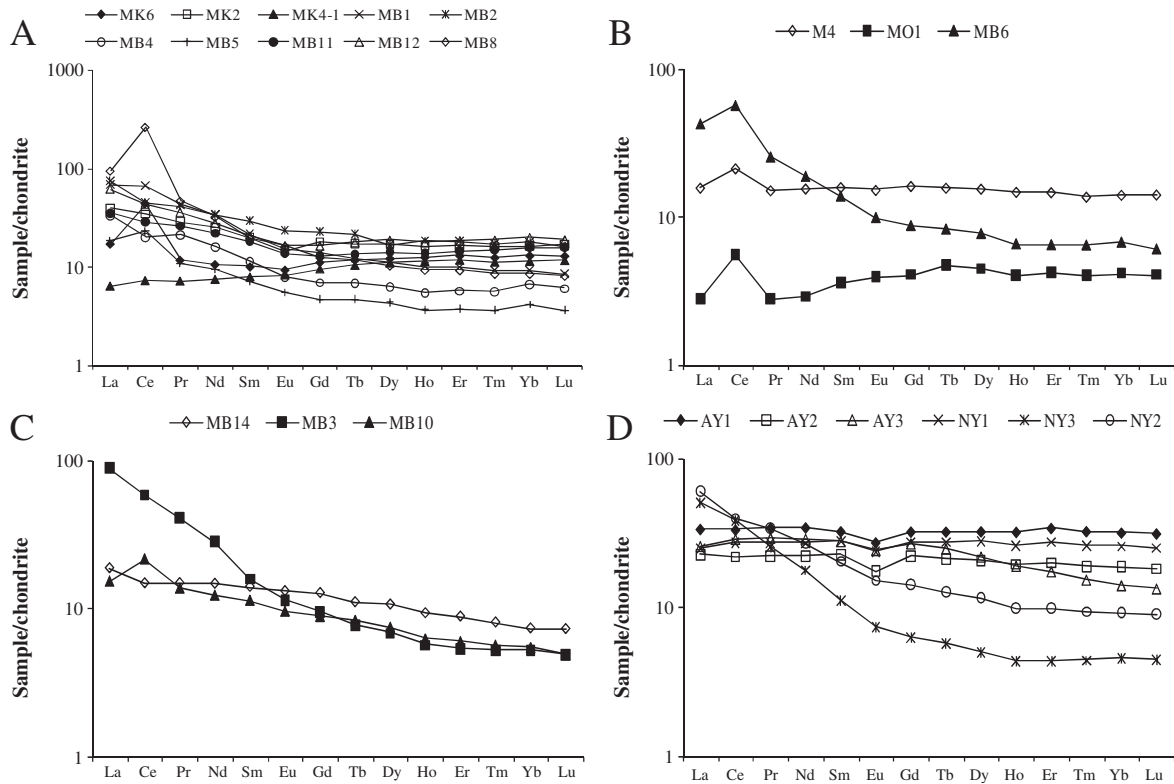 A
MK6 MK2 MK4-1 MB1 MB2
MB4 MB5 MB11 MB12 MB8
Sample/chondrite
1000
100
10
1
La Ce Pr Nd Sm Eu Gd Tb Dy Ho Er Tm Yb Lu
B
M4 MO1 MB6
Sample/chondrite
100
10
1
La Ce Pr Nd Sm Eu Gd Tb Dy Ho Er Tm Yb Lu
C
MB14 MB3 MB10
Sample/chondrite
100
10
1
La Ce Pr Nd Sm Eu Gd Tb Dy Ho Er Tm Yb Lu
D
AY1 AY2 AY3 NY1 NY3 NY2
Sample/chondrite
100
10
1
La Ce Pr Nd Sm Eu Gd Tb Dy Ho Er Tm Yb Lu